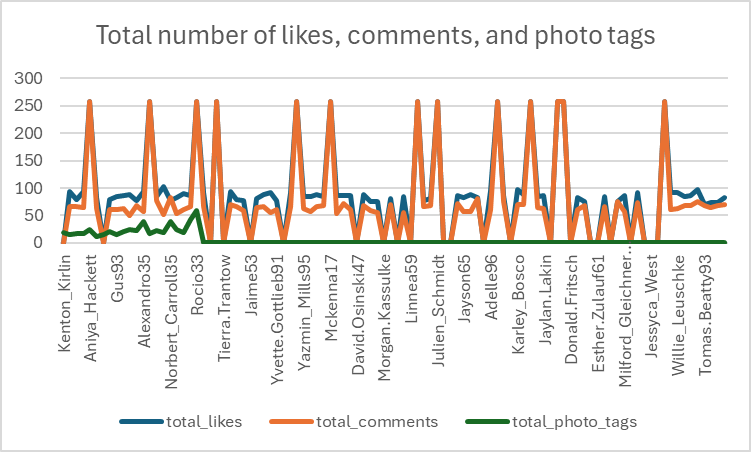 Total number of likes, comments, and photo tags
300
250
200
150
100
50
0
Kenton_Kirlin
Aniya_Hackett
Gus93
Alexandro35
Norbert_Carroll35
Rocio33
Tierra.Trantow
Jaime53
Yvette.Gottlieb91
Yazmin_Mills95
Mckenna17
David.Osinski47
Morgan.Kassulke
Linnea59
Julien_Schmidt
Jayson65
Adelle96
Karley_Bosco
Jaylan.Lakin
Donald.Fritsch
Esther.Zulauf61
Milford_Gleichner…
Jessyca_West
Willie_Leuschke
Tomas.Beatty93
total_likes
total_comments
total_photo_tags